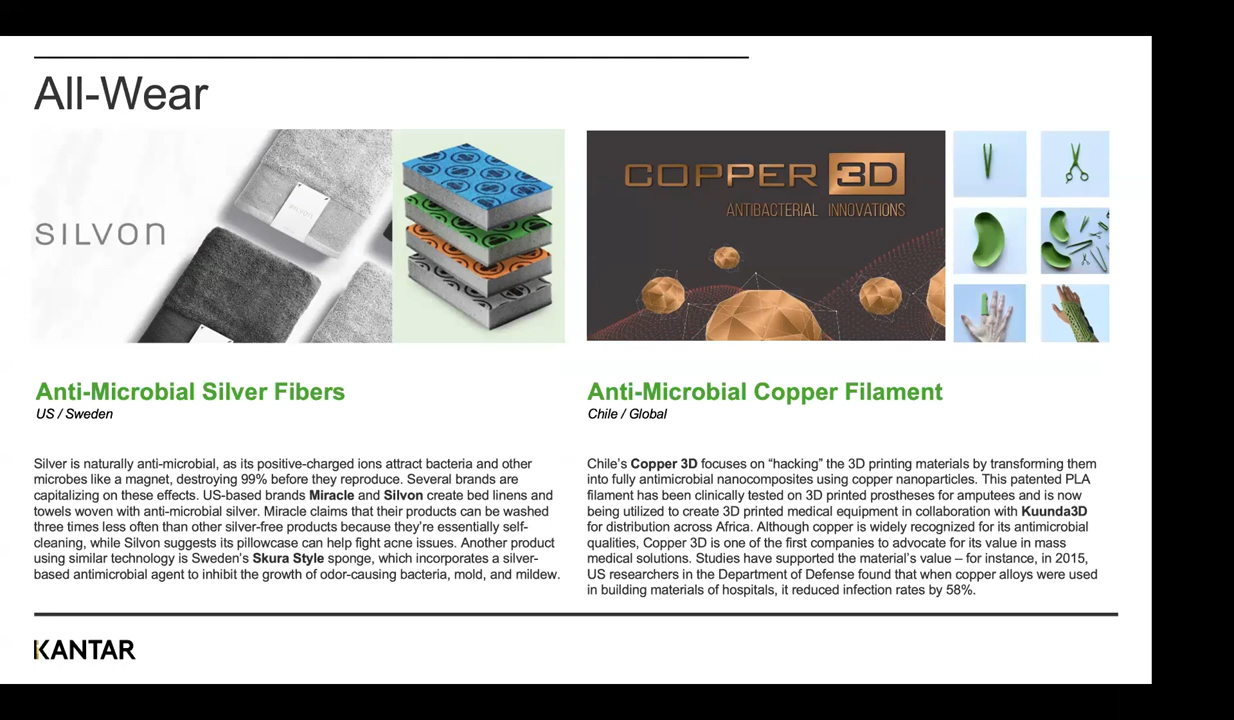 All-Wear
SILVON
COPPER 3D
ANTIBACTERIAL INNOVATIONS
Anti-Microbial Silver Fibers
US / Sweden
Silver is naturally anti-microbial, as its positive-charged ions attract bacteria and other
microbes like a magnet, destroying 99% before they reproduce. Several brands are
capitalizing on these effects. US-based brands Miracle and Silvon create bed linens and
towels woven with anti-microbial silver. Miracle claims that their products can be washed
three times less often than other silver-free products because they're essentially self-
cleaning, while Silvon suggests its pillowcase can help fight acne issues. Another product
using similar technology is Sweden's Skura Style sponge, which incorporates a silver-
based antimicrobial agent to inhibit the growth of odor-causing bacteria, mold, and mildew.
Anti-Microbial Copper Filament
Chile / Global
Chile's Copper 3D focuses on “hacking” the 3D printing materials by transforming them
into fully antimicrobial nanocomposites using copper nanoparticles. This patented PLA
filament has been clinically tested on 3D printed prostheses for amputees and is now
being utilized to create 3D printed medical equipment in collaboration with Kuunda3D
for distribution across Africa. Although copper is widely recognized for its antimicrobial
qualities, Copper 3D is one of the first companies to advocate for its value in mass
medical solutions. Studies have supported the material's value – for instance, in 2015,
US researchers in the Department of Defense found that when copper alloys were used
in building materials of hospitals, it reduced infection rates by 58%.
KANTAR